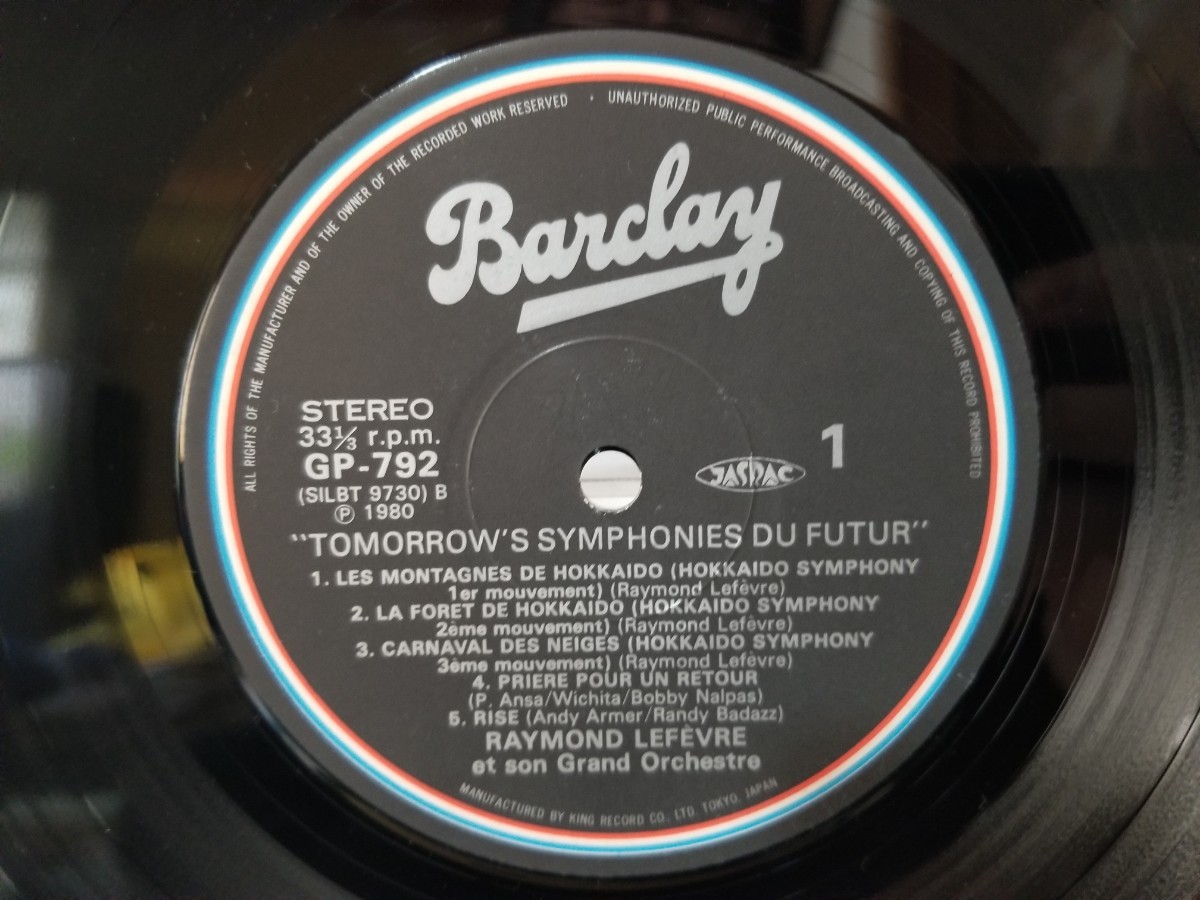 ALL RIGHTS OF THE MANUFACTURER AND OF THE OWNER OF THE RECORDED WORK RESERVED · UNAUTHORIZED PUBLIC PERFORMANCE BROADCASTING AND COPYING OF THIS RECORD PROHIBITED
Barclay
STEREO
33⅓ r.p.m.
GP-792
(SILBT 9730) B
Ⓟ 1980
JASRAC
1
"TOMORROW'S SYMPHONIES DU FUTUR"
1. LES MONTAGNES DE HOKKAIDO (HOKKAIDO SYMPHONY
1er mouvement) (Raymond Lefèvre)
2. LA FORET DE HOKKAIDO (HOKKAIDO SYMPHONY
2ème mouvement) (Raymond Lefèvre)
3. CARNAVAL DES NEIGES (HOKKAIDO SYMPHONY
3ème mouvement) (Raymond Lefèvre)
4. PRIERE POUR UN RETOUR
(P. Ansa/Wichita/Bobby Nalpas)
5. RISE (Andy Armer/Randy Badazz)
RAYMOND LEFÈVRE
et son Grand Orchestre
MANUFACTURED BY KING RECORD CO., LTD. TOKYO, JAPAN